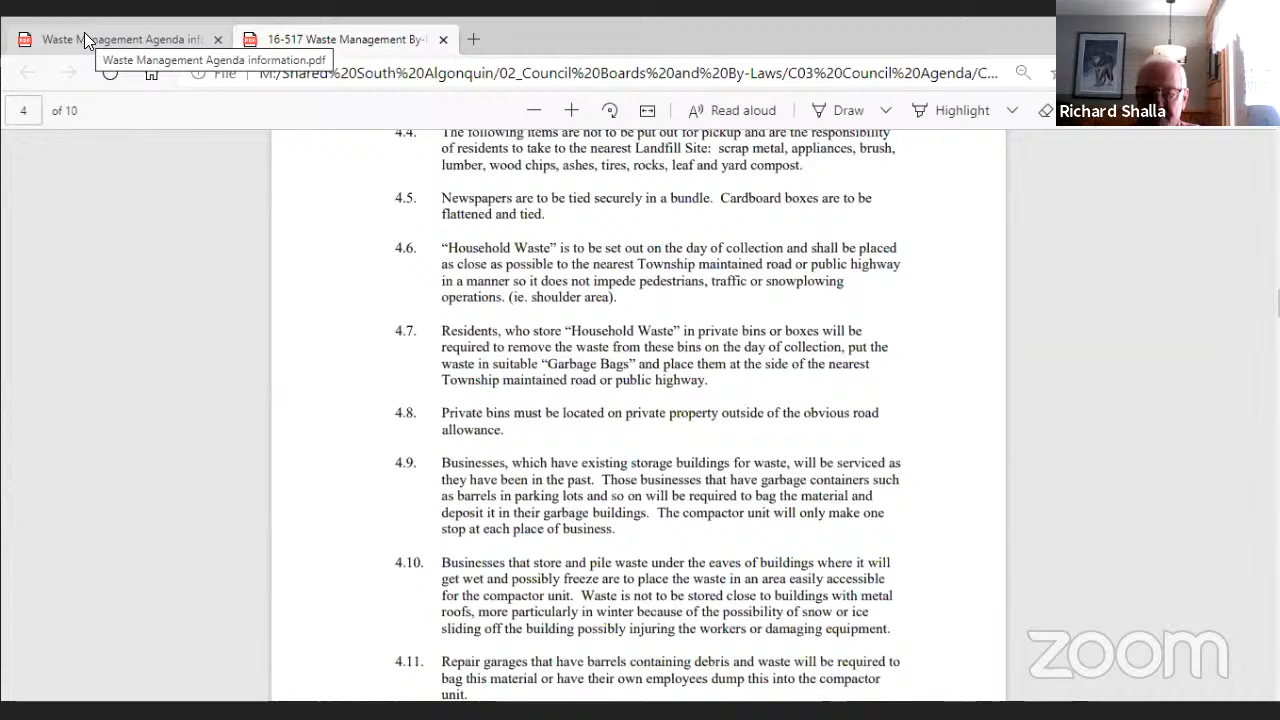 Waste Management Agenda inf
16-517 Waste Management By-
Waste Management Agenda information.pdf
File
M:/Shared%20South%20Algonquin/02_Council%20Boards%20and%20By-Laws/C03%20Council%20Agenda/C...
4 of 10
Read aloud
Draw
Highlight
Richard Shalla
4.4. The following items are not to be put out for pickup and are the responsibility
of residents to take to the nearest Landfill Site: scrap metal, appliances, brush,
lumber, wood chips, ashes, tires, rocks, leaf and yard compost.
4.5. Newspapers are to be tied securely in a bundle. Cardboard boxes are to be
flattened and tied.
4.6. “Household Waste” is to be set out on the day of collection and shall be placed
as close as possible to the nearest Township maintained road or public highway
in a manner so it does not impede pedestrians, traffic or snowplowing
operations. (ie. shoulder area).
4.7. Residents, who store “Household Waste” in private bins or boxes will be
required to remove the waste from these bins on the day of collection, put the
waste in suitable “Garbage Bags” and place them at the side of the nearest
Township maintained road or public highway.
4.8. Private bins must be located on private property outside of the obvious road
allowance.
4.9. Businesses, which have existing storage buildings for waste, will be serviced as
they have been in the past. Those businesses that have garbage containers such
as barrels in parking lots and so on will be required to bag the material and
deposit it in their garbage buildings. The compactor unit will only make one
stop at each place of business.
4.10. Businesses that store and pile waste under the eaves of buildings where it will
get wet and possibly freeze are to place the waste in an area easily accessible
for the compactor unit. Waste is not to be stored close to buildings with metal
roofs, more particularly in winter because of the possibility of snow or ice
sliding off the building possibly injuring the workers or damaging equipment.
4.11. Repair garages that have barrels containing debris and waste will be required to
bag this material or have their own employees dump this into the compactor
unit.
zoom